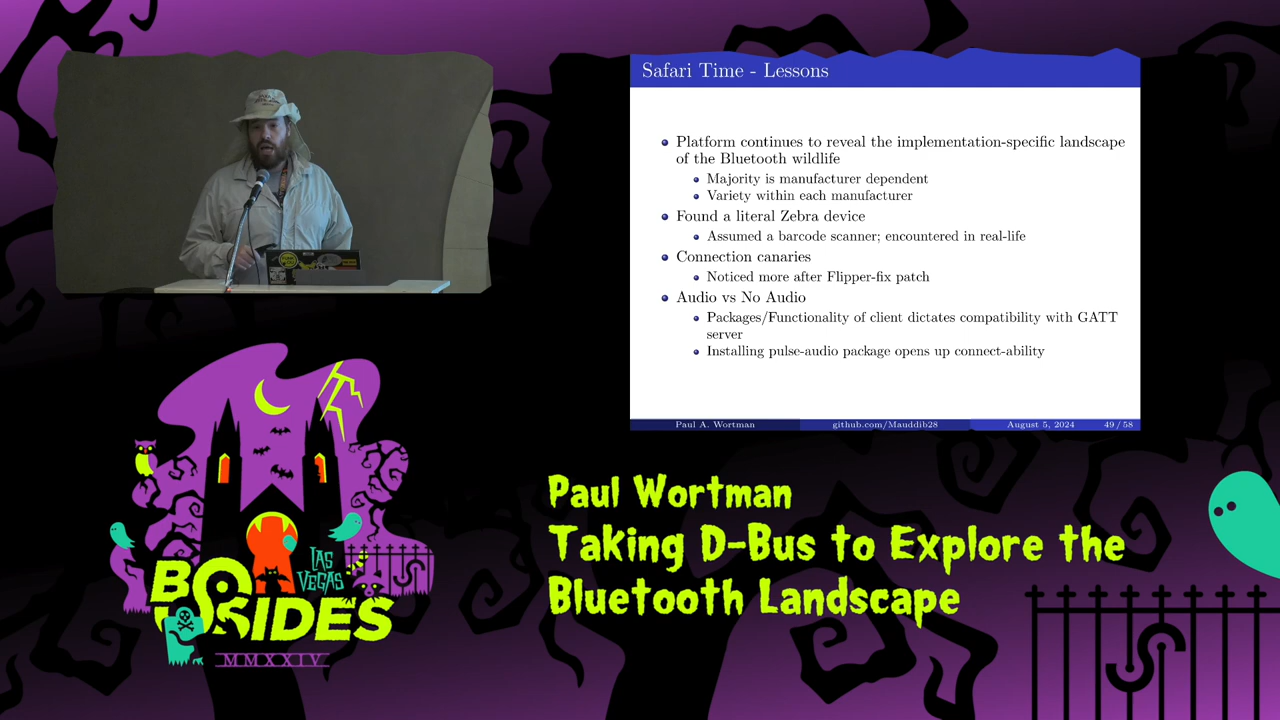 Safari Time - Lessons
Platform continues to reveal the implementation-specific landscape
of the Bluetooth wildlife
Majority is manufacturer dependent
Variety within each manufacturer
Found a literal Zebra device
Assumed a barcode scanner; encountered in real-life
Connection canaries
Noticed more after Flipper-fix patch
Audio vs No Audio
Packages/Functionality of client dictates compatibility with GATT
server
Installing pulse-audio package opens up connect-ability
Paul A. Wortman
github.com/Mauddib28
August 5, 2024
49 / 58
LAS
VEGAS
BSIDES
MMXXIV
Paul Wortman
Taking D-Bus to Explore the
Bluetooth Landscape